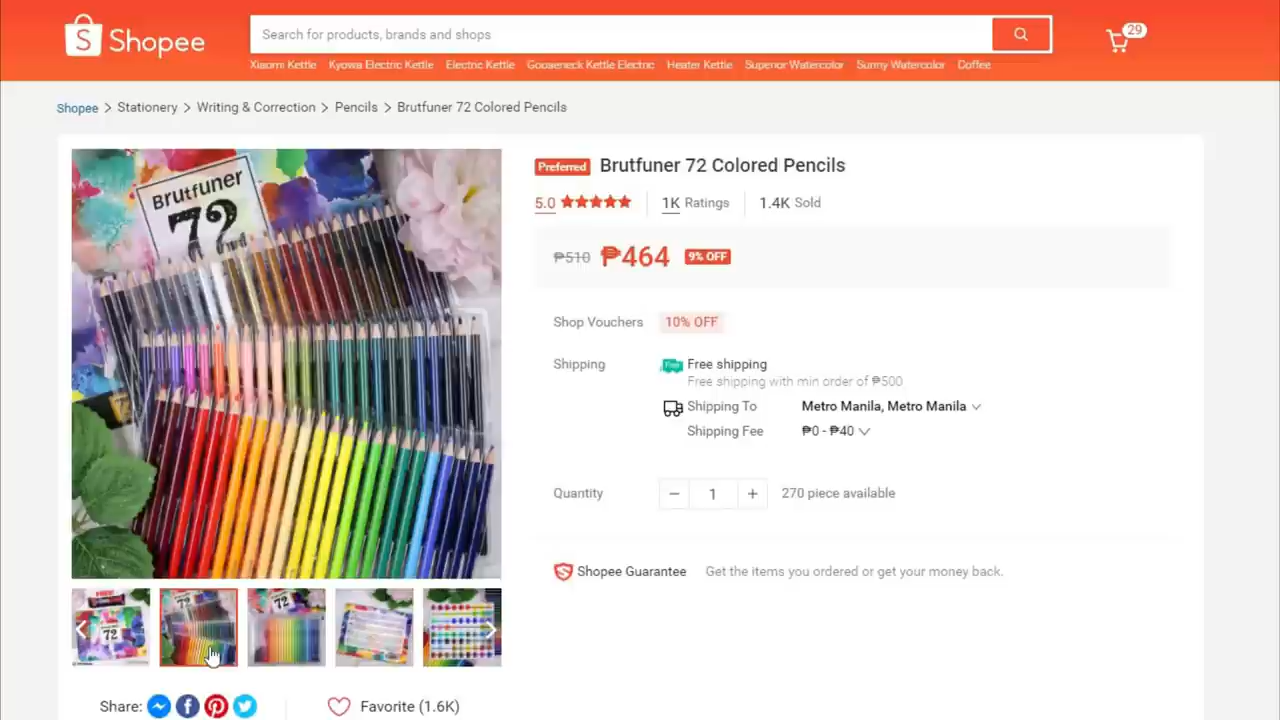 Shopee
Search for products, brands and shops
29
Xiaomi Kettle Kyowa Electric Kettle Electric Kettle Gooseneck Kettle Electric Heater Kettle Superior Watercolor Sunny Watercolor Doffee
Shopee > Stationery > Writing & Correction > Pencils > Brutfuner 72 Colored Pencils
Brutfuner
72
Preferred Brutfuner 72 Colored Pencils
5.0 1K Ratings 1.4K Sold
₱510 ₱464 9% OFF
Shop Vouchers 10% OFF
Shipping Free Free shipping
Free shipping with min order of ₱500
Shipping To Metro Manila, Metro Manila
Shipping Fee ₱0 - ₱40
Quantity − 1 + 270 piece available
Shopee Guarantee Get the items you ordered or get your money back.
72
72
72
Share: Favorite (1.6K)